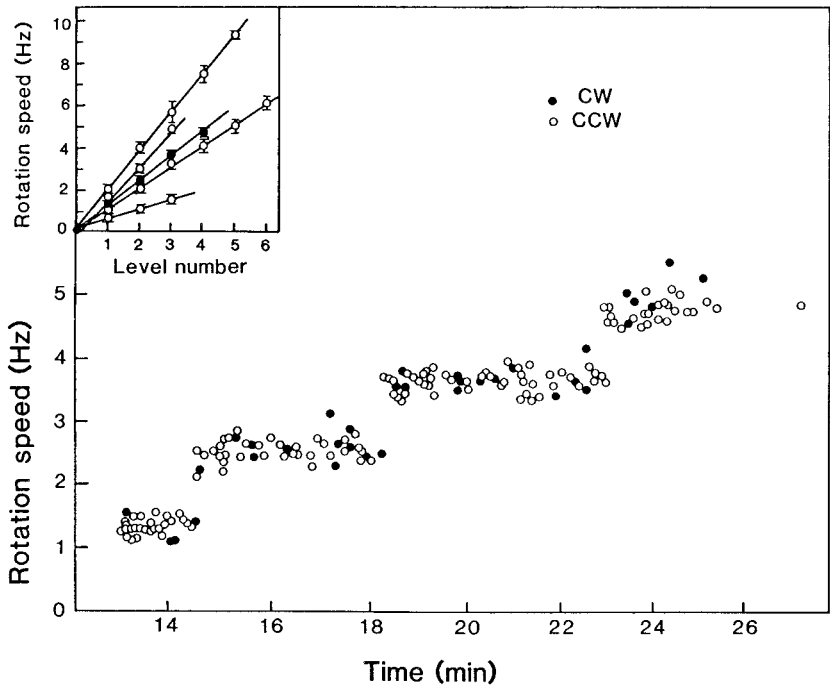 Rotation speed (Hz)
10
8
6
4
2
0
1 2 3 4 5 6
Level number
CW
CCW
Rotation speed (Hz)
5
4
3
2
1
0
14 16 18 20 22 24 26
Time (min)